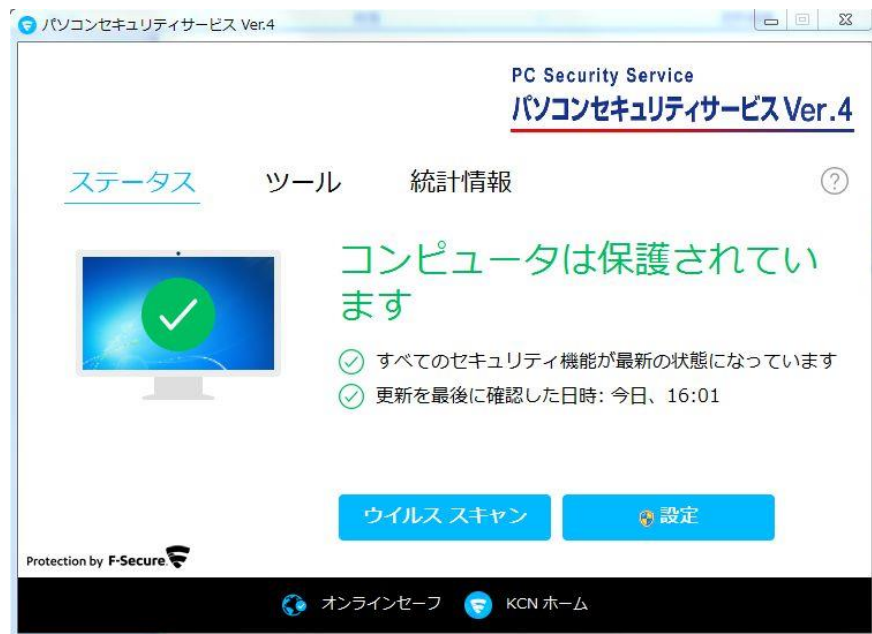 パソコンセキュリティサービス Ver.4
PC Security Service
パソコンセキュリティサービス Ver.4
ステータス ツール 統計情報 ?
コンピュータは保護されてい
ます
すべてのセキュリティ機能が最新の状態になっています
更新を最後に確認した日時: 今日、16:01
ウイルス スキャン 設定
Protection by F-Secure.
オンラインセーフ KCN ホーム